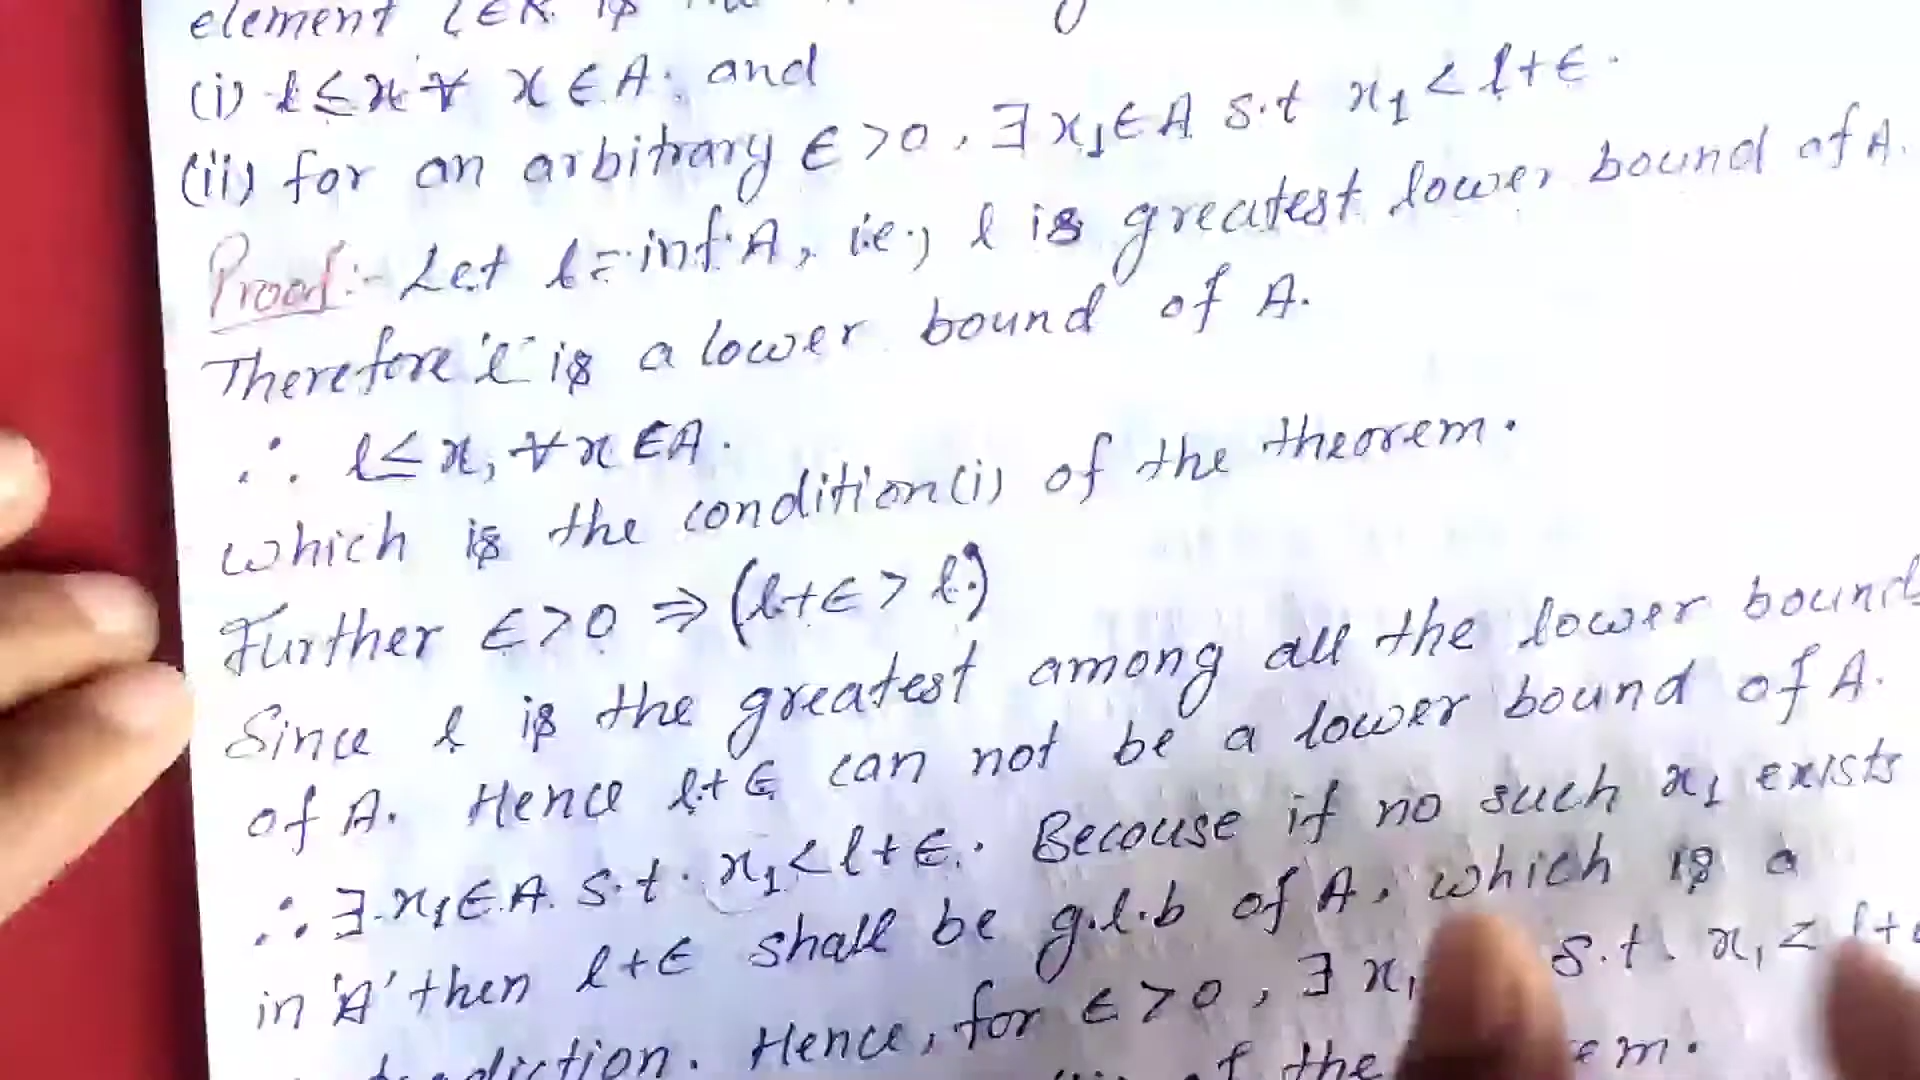 element l∈R is
(i) l≤x ∀ x∈A, and
(ii) for an arbitrary ∈>0, ∃ x₁∈A s.t x₁<l+∈.
Proof:- Let l=inf A, i.e., l is greatest lower bound of A.
Therefore 'l' is a lower bound of A.
∴ l≤x, ∀x∈A.
which is the condition(i) of the theorem.
Further ∈>0 ⇒ (l+∈>l)
Since l is the greatest among all the lower bounds
of A. Hence l+∈ can not be a lower bound of A.
∴ ∃ x₁∈A s.t. x₁<l+∈. Becouse if no such x₁ exists
in 'A' then l+∈ shall be g.l.b of A, which is a
Hence, for ∈>0, ∃ x₁ s.t. x₁<l+∈
of the